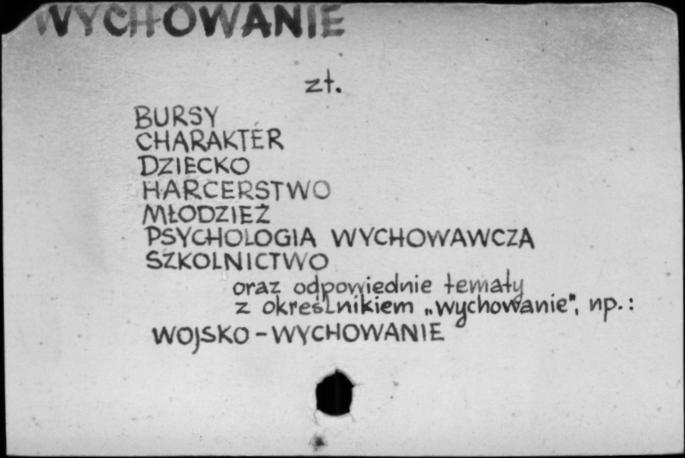 WYCHOWANIE
zt.
BURSY
CHARAKTER
DZIECKO
HARCERSTWO
MŁODZIEŻ
PSYCHOLOGIA WYCHOWAWCZA
SZKOLNICTWO
oraz odpowiednie tematy
z określnikiem „wychowanie”, np.:
WOJSKO - WYCHOWANIE